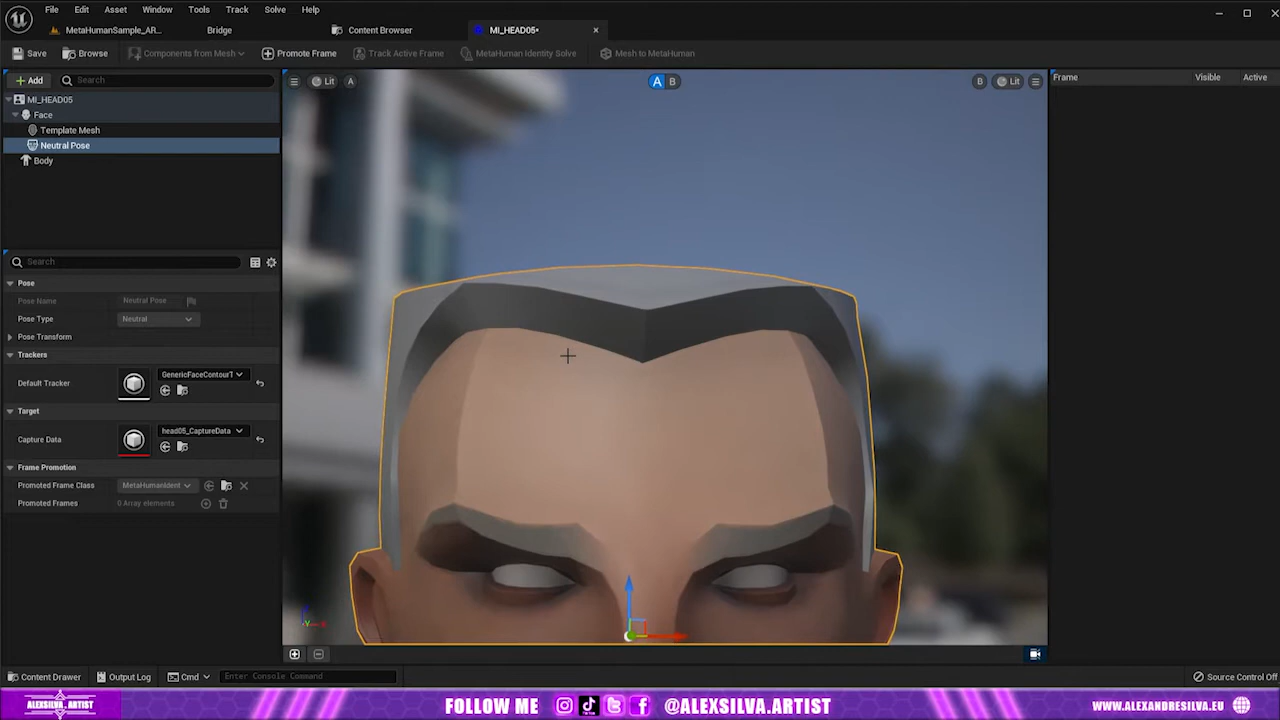 File Edit Asset Window Tools Track Solve Help
MetaHumanSample_AR... Bridge Content Browser MI_HEAD05•
Save Browse Components from Mesh Promote Frame Track Active Frame MetaHuman Identity Solve Mesh to MetaHuman
Add Search
MI_HEAD05
Face
Template Mesh
Neutral Pose
Body
Lit A
A B
B Lit
Frame Visible Active
Search
Pose
Pose Name Neutral Pose
Pose Type Neutral
Pose Transform
Trackers
Default Tracker GenericFaceContourT
Target
Capture Data head05_CaptureData
Frame Promotion
Promoted Frame Class MetaHumanIdent
Promoted Frames 0 Array elements
Content Drawer Output Log Cmd Enter Console Command Source Control Off
ALEXSILVA.ARTIST FOLLOW ME @ALEXSILVA.ARTIST WWW.ALEXANDRESILVA.EU